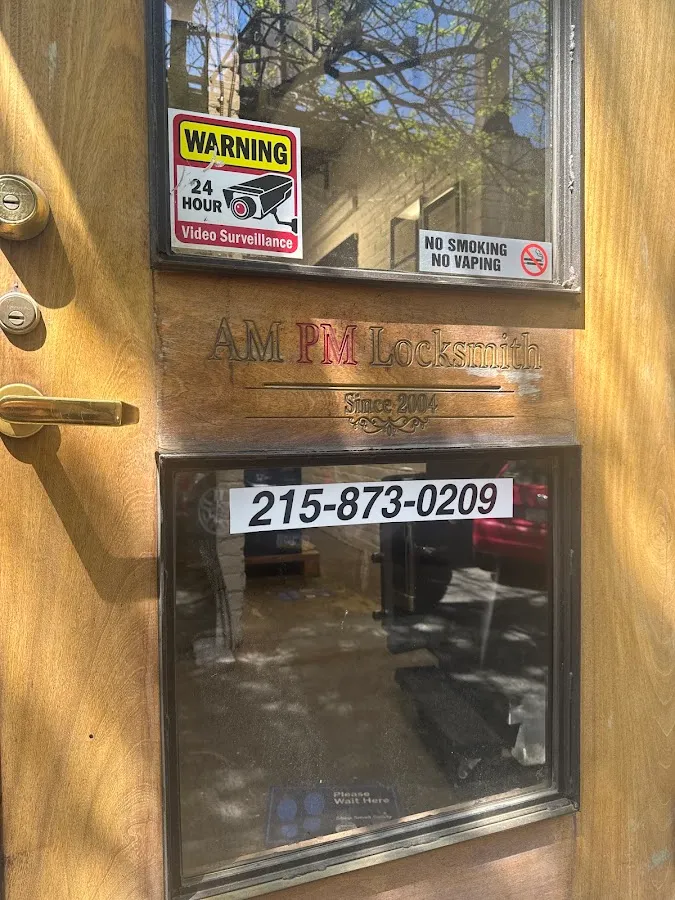 WARNING
24
HOUR
Video Surveillance
NO SMOKING
NO VAPING
AM PM Locksmith
Since 2004
215-873-0209
Please
Wait Here